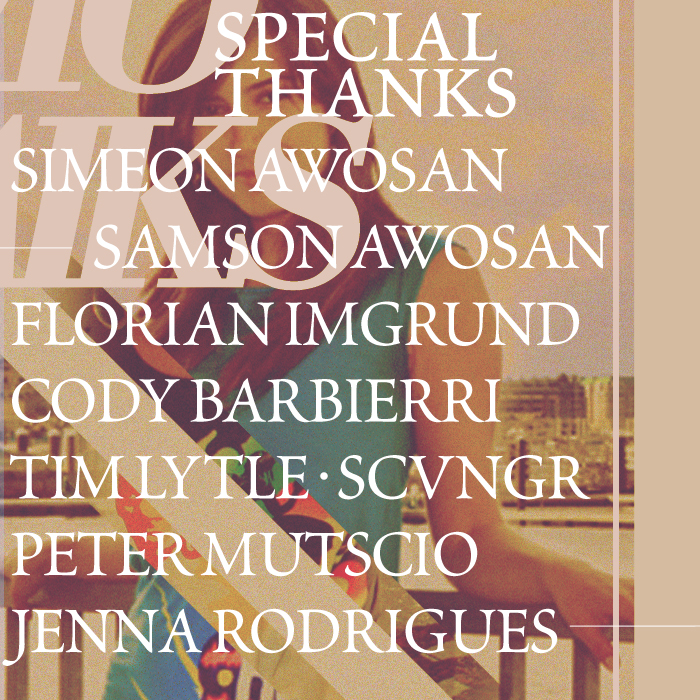 SPECIAL
THANKS
SIMEON AWOSAN
SAMSON AWOSAN
FLORIAN IMGRUND
CODY BARBIERRI
TIM LYTLE · SCVNGR
PETER MUTSCIO
JENNA RODRIGUES